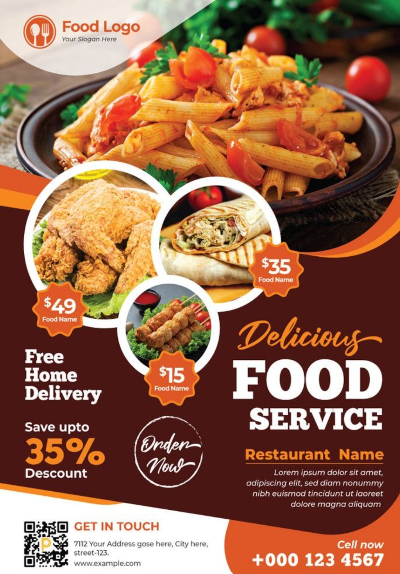 Food Logo
Your Slogan Here
$35
Food Name
$49
Food Name
$15
Food Name
Free
Home
Delivery
Save upto
35%
Descount
Order
Now
Delicious
FOOD
SERVICE
Restaurant Name
Lorem ipsum dolor sit amet,
adipiscing elit, sed diam nonummy
nibh euismod tincidunt ut laoreet
dolore magna aliquam
GET IN TOUCH
7112 Your Address gose here, City here,
street-123.
www.example.com
Call now
+000 123 4567